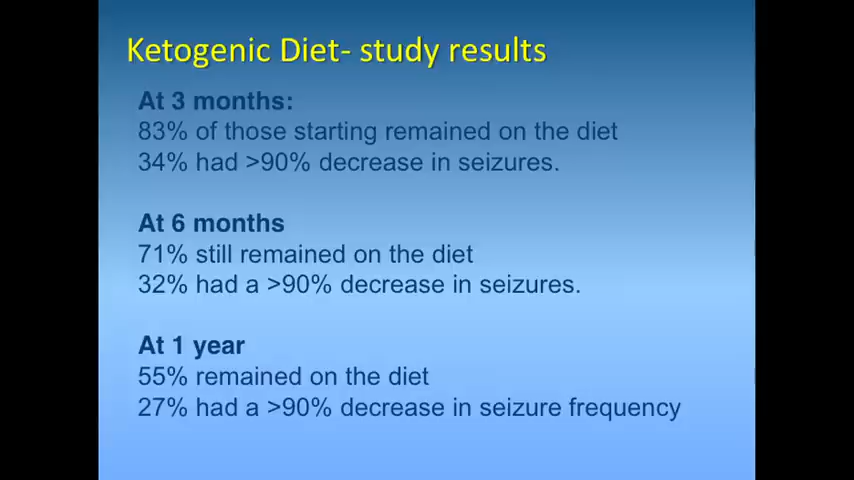 Ketogenic Diet- study results
At 3 months:
83% of those starting remained on the diet
34% had >90% decrease in seizures.
At 6 months
71% still remained on the diet
32% had a >90% decrease in seizures.
At 1 year
55% remained on the diet
27% had a >90% decrease in seizure frequency